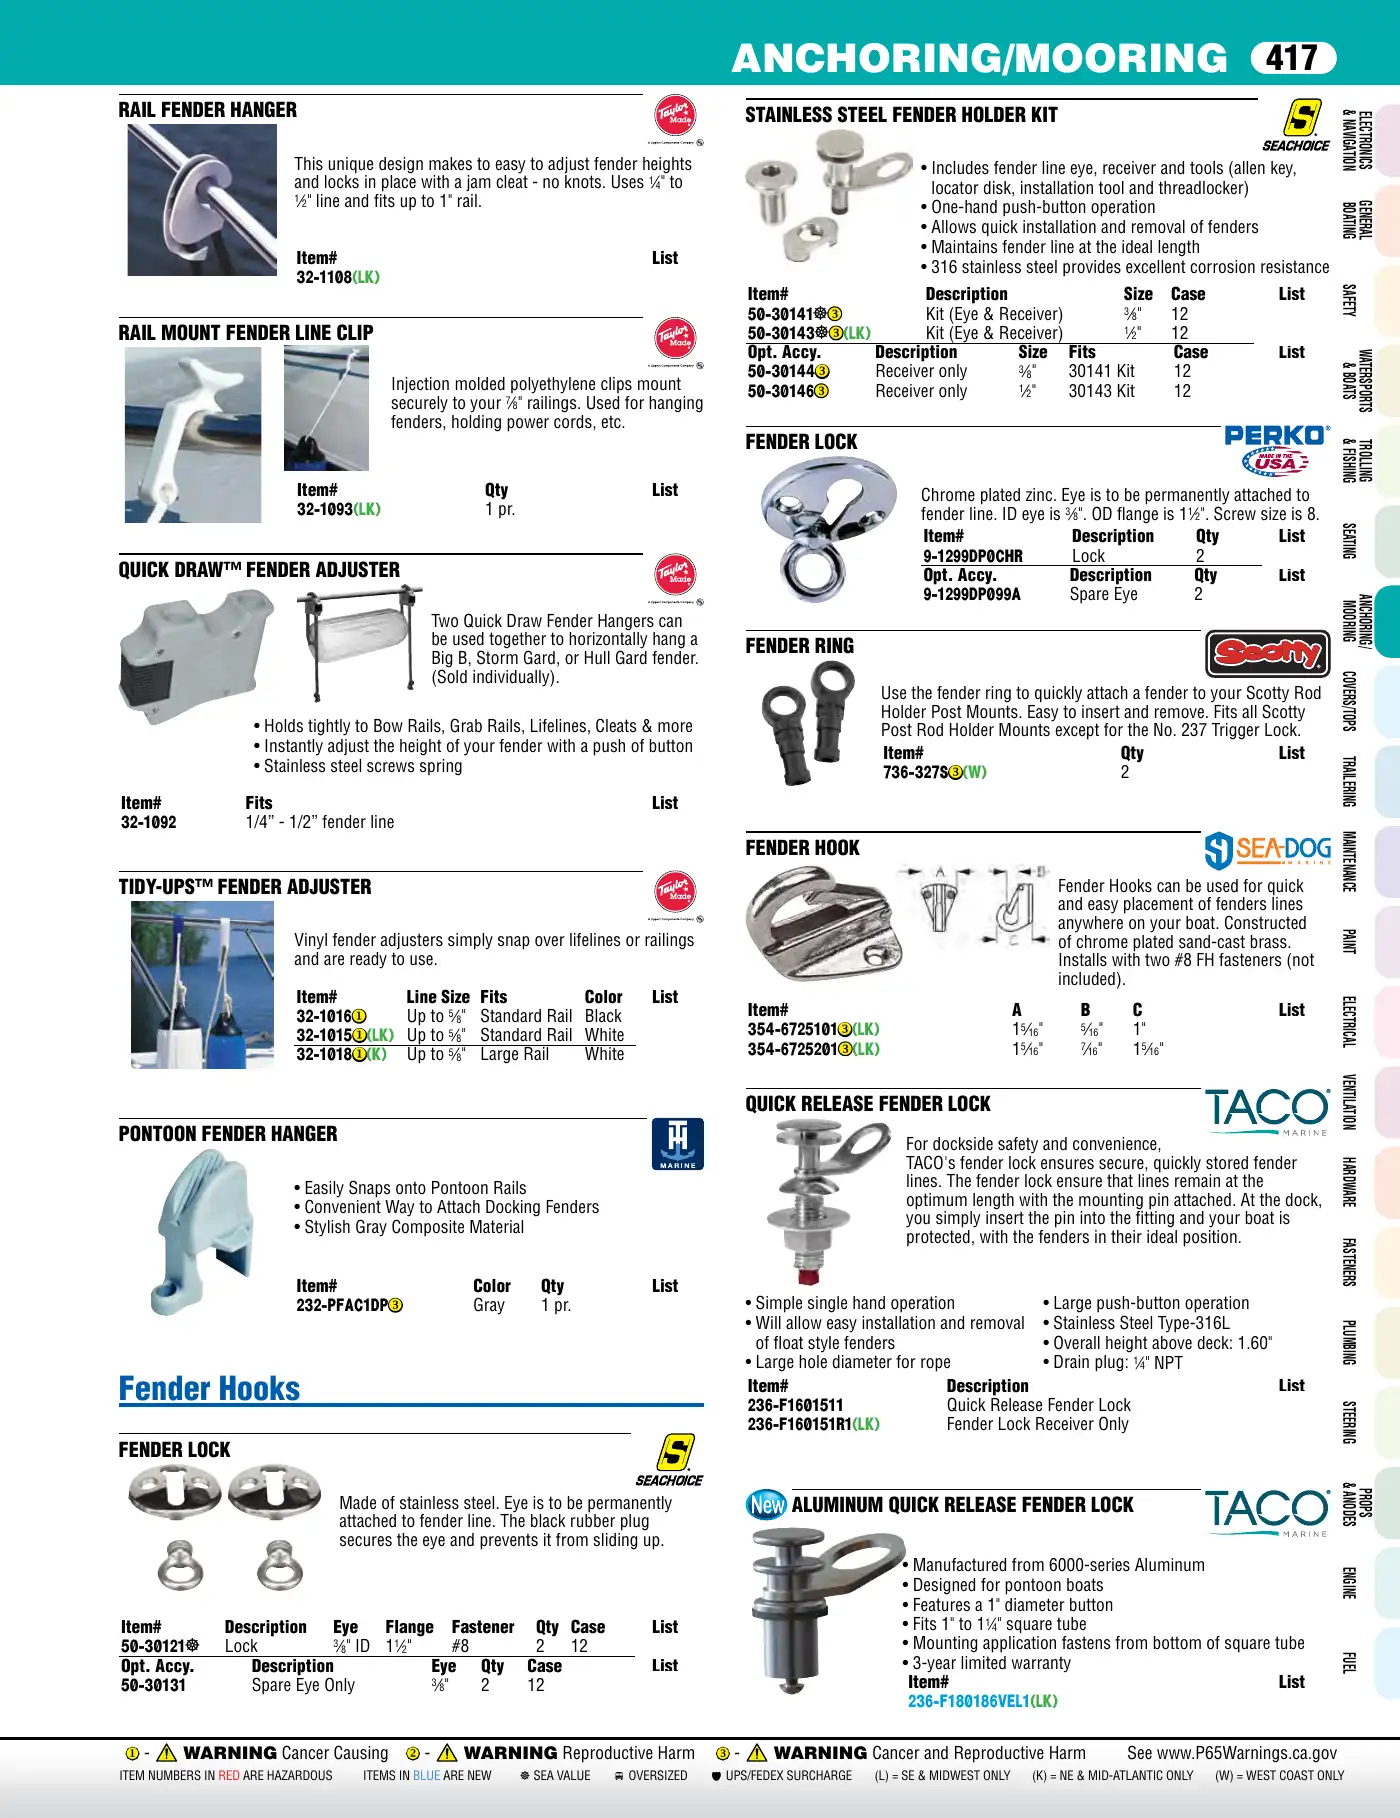 ANCHORING/MOORING 417
RAIL FENDER HANGER
Taylor Made
This unique design makes to easy to adjust fender heights
and locks in place with a jam cleat - no knots. Uses ¼" to
½" line and fits up to 1" rail.
Item# List
32-1108(LK)
RAIL MOUNT FENDER LINE CLIP
Taylor Made
Injection molded polyethylene clips mount
securely to your ⅞" railings. Used for hanging
fenders, holding power cords, etc.
Item# Qty List
32-1093(LK) 1 pr.
QUICK DRAW™ FENDER ADJUSTER
Taylor Made
Two Quick Draw Fender Hangers can
be used together to horizontally hang a
Big B, Storm Gard, or Hull Gard fender.
(Sold individually).
• Holds tightly to Bow Rails, Grab Rails, Lifelines, Cleats & more
• Instantly adjust the height of your fender with a push of button
• Stainless steel screws spring
Item# Fits List
32-1092 1/4” - 1/2” fender line
TIDY-UPS™ FENDER ADJUSTER
Taylor Made
Vinyl fender adjusters simply snap over lifelines or railings
and are ready to use.
Item# Line Size Fits Color List
32-1016① Up to ⅝" Standard Rail Black
32-1015①(LK) Up to ⅝" Standard Rail White
32-1018①(K) Up to ⅝" Large Rail White
PONTOON FENDER HANGER
TH MARINE
• Easily Snaps onto Pontoon Rails
• Convenient Way to Attach Docking Fenders
• Stylish Gray Composite Material
Item# Color Qty List
232-PFAC1DP③ Gray 1 pr.
Fender Hooks
FENDER LOCK
S SEACHOICE
Made of stainless steel. Eye is to be permanently
attached to fender line. The black rubber plug
secures the eye and prevents it from sliding up.
Item# Description Eye Flange Fastener Qty Case List
50-30121☸ Lock ⅜" ID 1½" #8 2 12
Opt. Accy. Description Eye Qty Case List
50-30131 Spare Eye Only ⅜" 2 12
STAINLESS STEEL FENDER HOLDER KIT
S SEACHOICE
• Includes fender line eye, receiver and tools (allen key,
locator disk, installation tool and threadlocker)
• One-hand push-button operation
• Allows quick installation and removal of fenders
• Maintains fender line at the ideal length
• 316 stainless steel provides excellent corrosion resistance
Item# Description Size Case List
50-30141☸③ Kit (Eye & Receiver) ⅜" 12
50-30143☸③(LK) Kit (Eye & Receiver) ½" 12
Opt. Accy. Description Size Fits Case List
50-30144③ Receiver only ⅜" 30141 Kit 12
50-30146③ Receiver only ½" 30143 Kit 12
FENDER LOCK
PERKO®
MADE IN THE USA
Chrome plated zinc. Eye is to be permanently attached to
fender line. ID eye is ⅜". OD flange is 1½". Screw size is 8.
Item# Description Qty List
9-1299DP0CHR Lock 2
Opt. Accy. Description Qty List
9-1299DP099A Spare Eye 2
FENDER RING
Scotty
Use the fender ring to quickly attach a fender to your Scotty Rod
Holder Post Mounts. Easy to insert and remove. Fits all Scotty
Post Rod Holder Mounts except for the No. 237 Trigger Lock.
Item# Qty List
736-327S③(W) 2
FENDER HOOK
SEA-DOG
MARINE
A B
C
Fender Hooks can be used for quick
and easy placement of fenders lines
anywhere on your boat. Constructed
of chrome plated sand-cast brass.
Installs with two #8 FH fasteners (not
included).
Item# A B C List
354-6725101③(LK) 1⁵⁄₁₆" ⁵⁄₁₆" 1"
354-6725201③(LK) 1⁵⁄₁₆" ⁷⁄₁₆" 1⁵⁄₁₆"
QUICK RELEASE FENDER LOCK
TACO
MARINE
For dockside safety and convenience,
TACO's fender lock ensures secure, quickly stored fender
lines. The fender lock ensure that lines remain at the
optimum length with the mounting pin attached. At the dock,
you simply insert the pin into the fitting and your boat is
protected, with the fenders in their ideal position.
• Simple single hand operation
• Will allow easy installation and removal
of float style fenders
• Large hole diameter for rope
• Large push-button operation
• Stainless Steel Type-316L
• Overall height above deck: 1.60"
• Drain plug: ¼" NPT
Item# Description List
236-F1601511 Quick Release Fender Lock
236-F160151R1(LK) Fender Lock Receiver Only
New ALUMINUM QUICK RELEASE FENDER LOCK
TACO
MARINE
• Manufactured from 6000-series Aluminum
• Designed for pontoon boats
• Features a 1" diameter button
• Fits 1" to 1¼" square tube
• Mounting application fastens from bottom of square tube
• 3-year limited warranty
Item# List
236-F180186VEL1(LK)
ELECTRONICS
& NAVIGATION
GENERAL
BOATING
SAFETY
WATERSPORTS
& BOATS
TROLLING
& FISHING
SEATING
ANCHORING/
MOORING
COVERS/TOPS
TRAILERING
MAINTENANCE
PAINT
ELECTRICAL
VENTILATION
HARDWARE
FASTENERS
PLUMBING
STEERING
PROPS
& ANODES
ENGINE
FUEL
① - ⚠ WARNING Cancer Causing ② - ⚠ WARNING Reproductive Harm ③ - ⚠ WARNING Cancer and Reproductive Harm See www.P65Warnings.ca.gov
ITEM NUMBERS IN RED ARE HAZARDOUS ITEMS IN BLUE ARE NEW ☸ SEA VALUE OVERSIZED UPS/FEDEX SURCHARGE (L) = SE & MIDWEST ONLY (K) = NE & MID-ATLANTIC ONLY (W) = WEST COAST ONLY